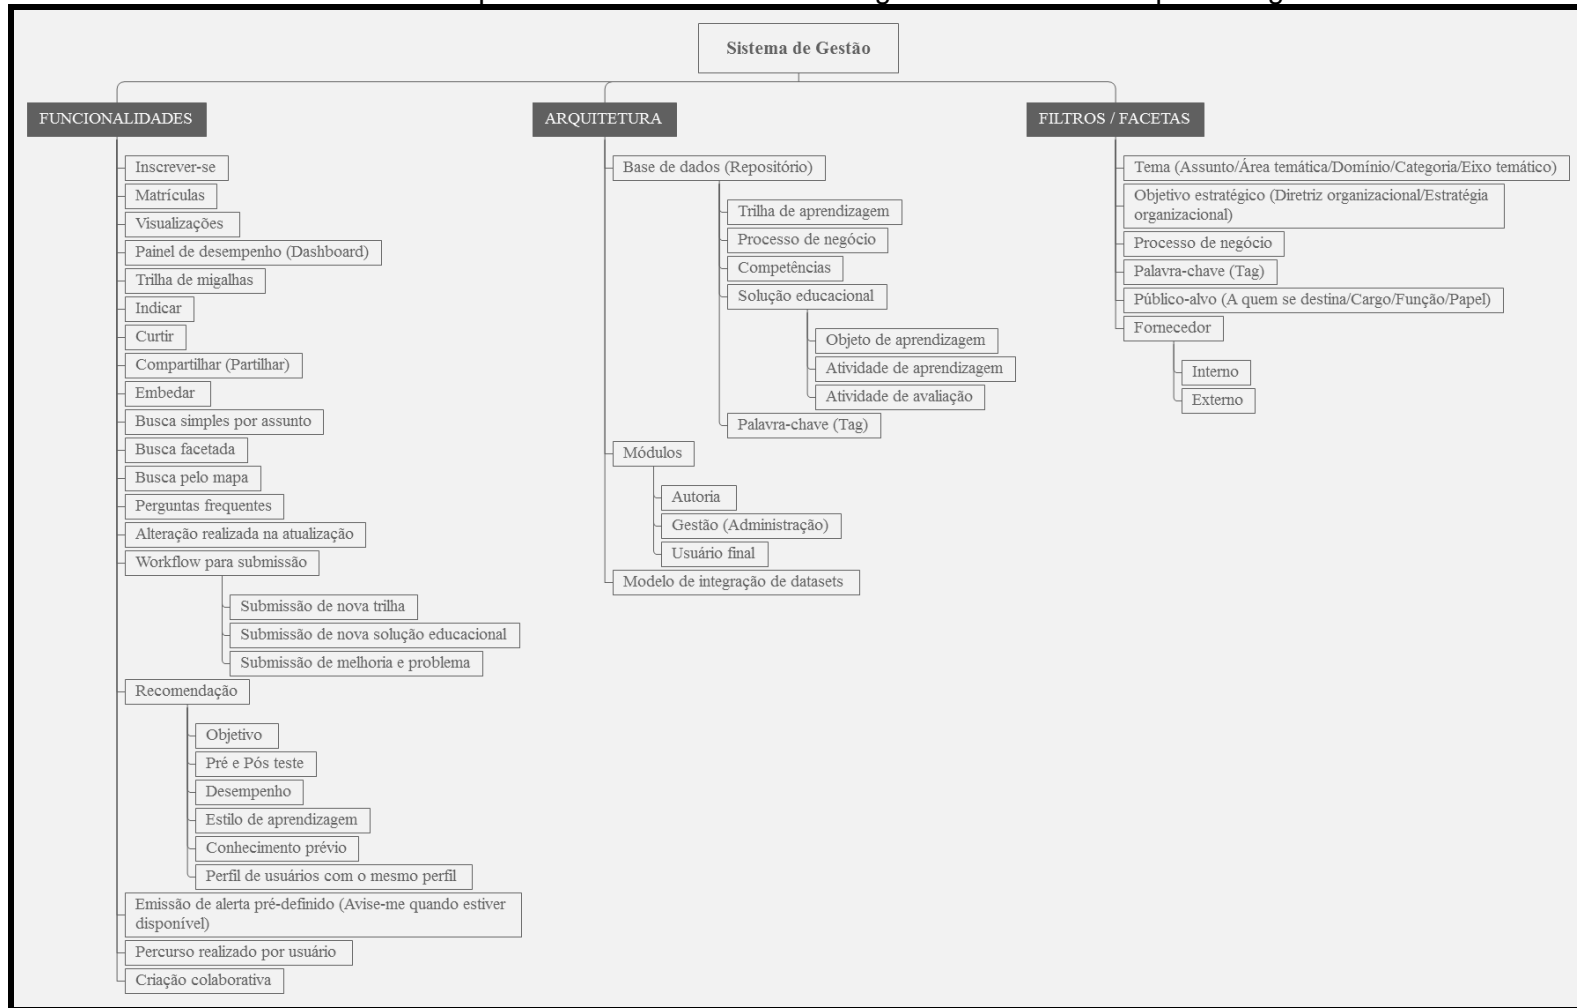 Sistema de Gestão
FUNCIONALIDADES
Inscrever-se
Matrículas
Visualizações
Painel de desempenho (Dashboard)
Trilha de migalhas
Indicar
Curtir
Compartilhar (Partilhar)
Embedar
Busca simples por assunto
Busca facetada
Busca pelo mapa
Perguntas frequentes
Alteração realizada na atualização
Workflow para submissão
Submissão de nova trilha
Submissão de nova solução educacional
Submissão de melhoria e problema
Recomendação
Objetivo
Pré e Pós teste
Desempenho
Estilo de aprendizagem
Conhecimento prévio
Perfil de usuários com o mesmo perfil
Emissão de alerta pré-definido (Avise-me quando estiver
disponível)
Percurso realizado por usuário
Criação colaborativa
ARQUITETURA
Base de dados (Repositório)
Trilha de aprendizagem
Processo de negócio
Competências
Solução educacional
Objeto de aprendizagem
Atividade de aprendizagem
Atividade de avaliação
Palavra-chave (Tag)
Módulos
Autoria
Gestão (Administração)
Usuário final
Modelo de integração de datasets
FILTROS / FACETAS
Tema (Assunto/Área temática/Domínio/Categoria/Eixo temático)
Objetivo estratégico (Diretriz organizacional/Estratégia
organizacional)
Processo de negócio
Palavra-chave (Tag)
Público-alvo (A quem se destina/Cargo/Função/Papel)
Fornecedor
Interno
Externo